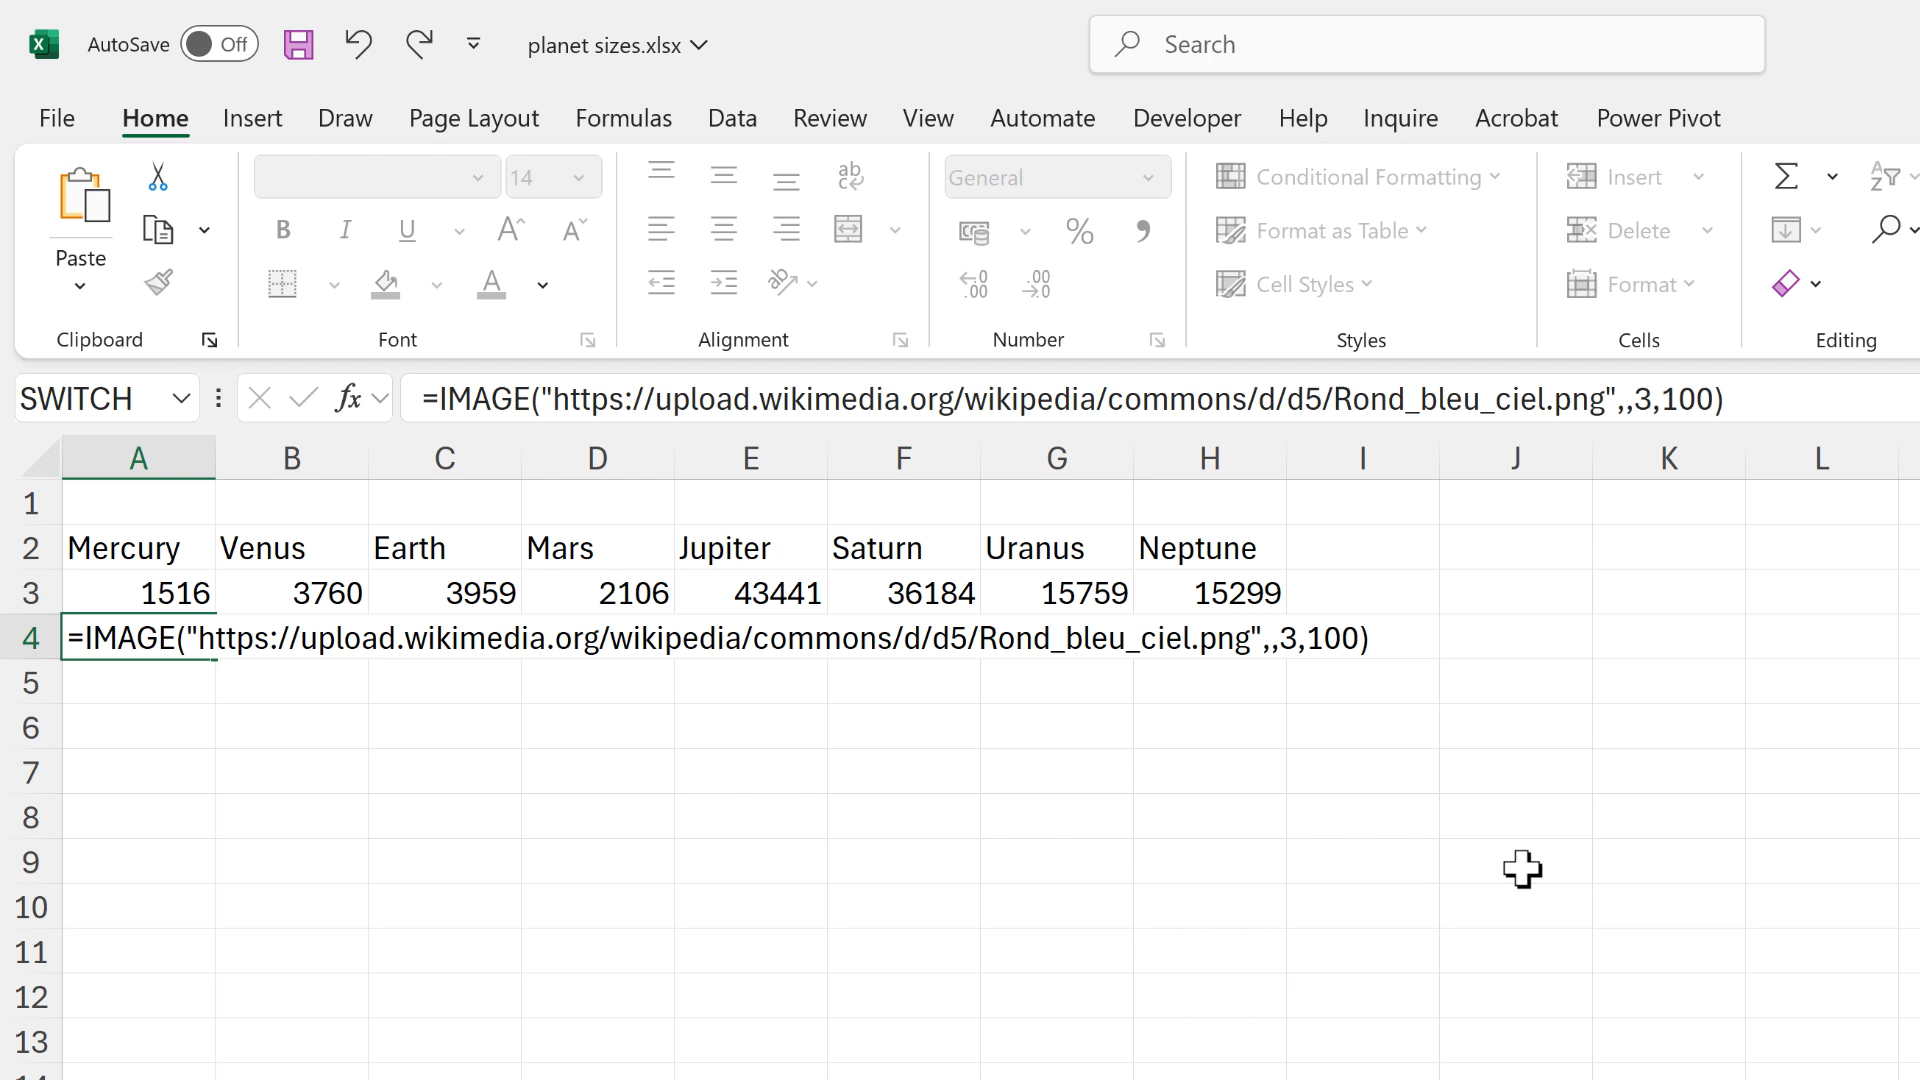 AutoSave Off planet sizes.xlsx Search
File Home Insert Draw Page Layout Formulas Data Review View Automate Developer Help Inquire Acrobat Power Pivot
14 General Conditional Formatting Insert
Format as Table Delete
Paste Cell Styles Format
Clipboard Font Alignment Number Styles Cells Editing
SWITCH fx =IMAGE("https://upload.wikimedia.org/wikipedia/commons/d/d5/Rond_bleu_ciel.png",,3,100)
A B C D E F G H I J K L
1
2 Mercury Venus Earth Mars Jupiter Saturn Uranus Neptune
3 1516 3760 3959 2106 43441 36184 15759 15299
4 =IMAGE("https://upload.wikimedia.org/wikipedia/commons/d/d5/Rond_bleu_ciel.png",,3,100)
5
6
7
8
9
10
11
12
13